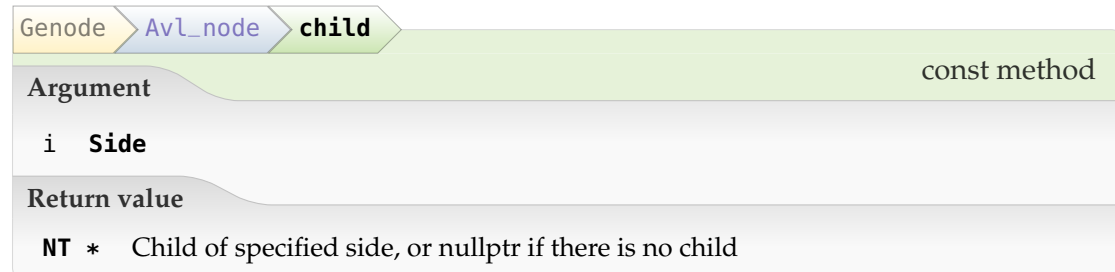 Genode Avl_node child
const method
Argument
i Side
Return value
NT * Child of specified side, or nullptr if there is no child